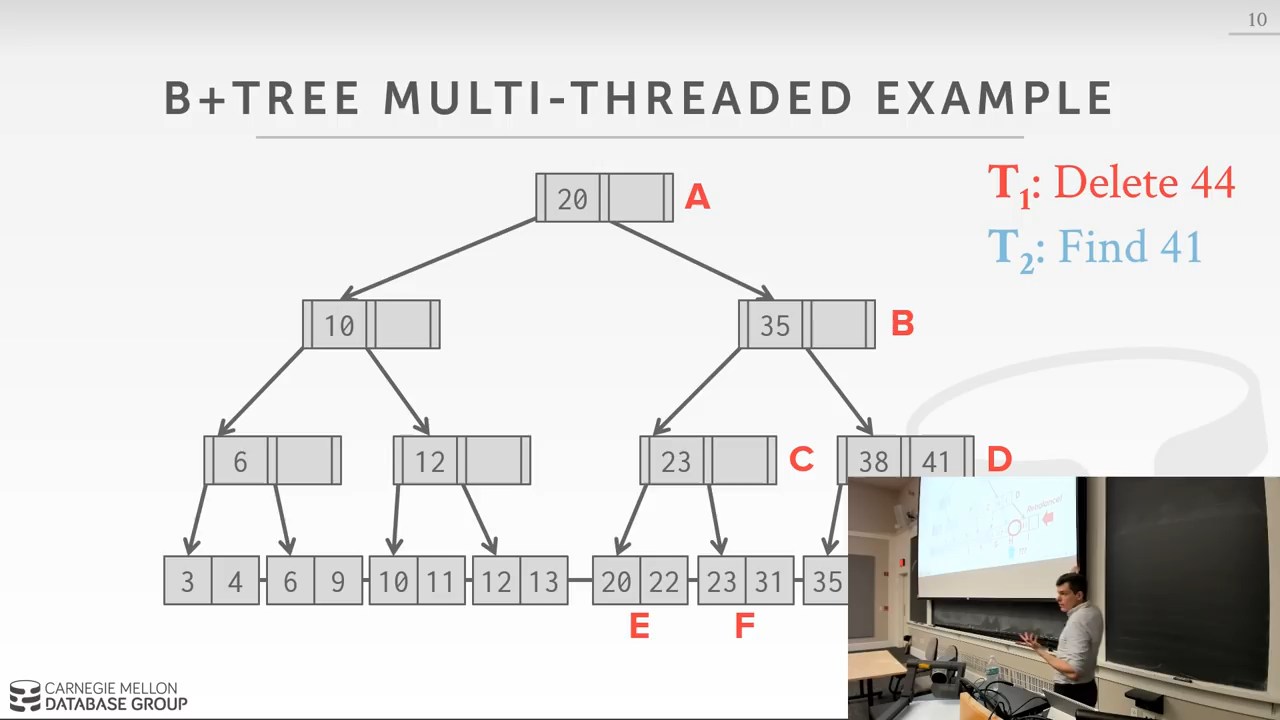 10
B+TREE MULTI-THREADED EXAMPLE
T1: Delete 44
T2: Find 41
20 A
10
35 B
6
12
23 C
38 41 D
3 4 6 9 10 11 12 13 20 22 23 31 35
E F
CARNEGIE MELLON
DATABASE GROUP